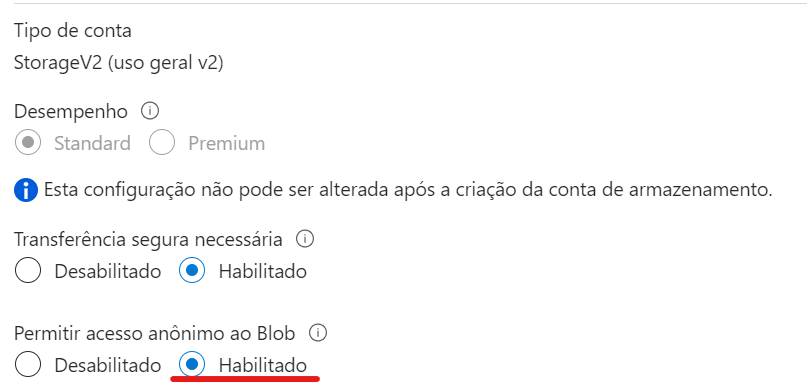 Tipo de conta
StorageV2 (uso geral v2)
Desempenho
Standard Premium
Esta configuração não pode ser alterada após a criação da conta de armazenamento.
Transferência segura necessária
Desabilitado Habilitado
Permitir acesso anônimo ao Blob
Desabilitado Habilitado